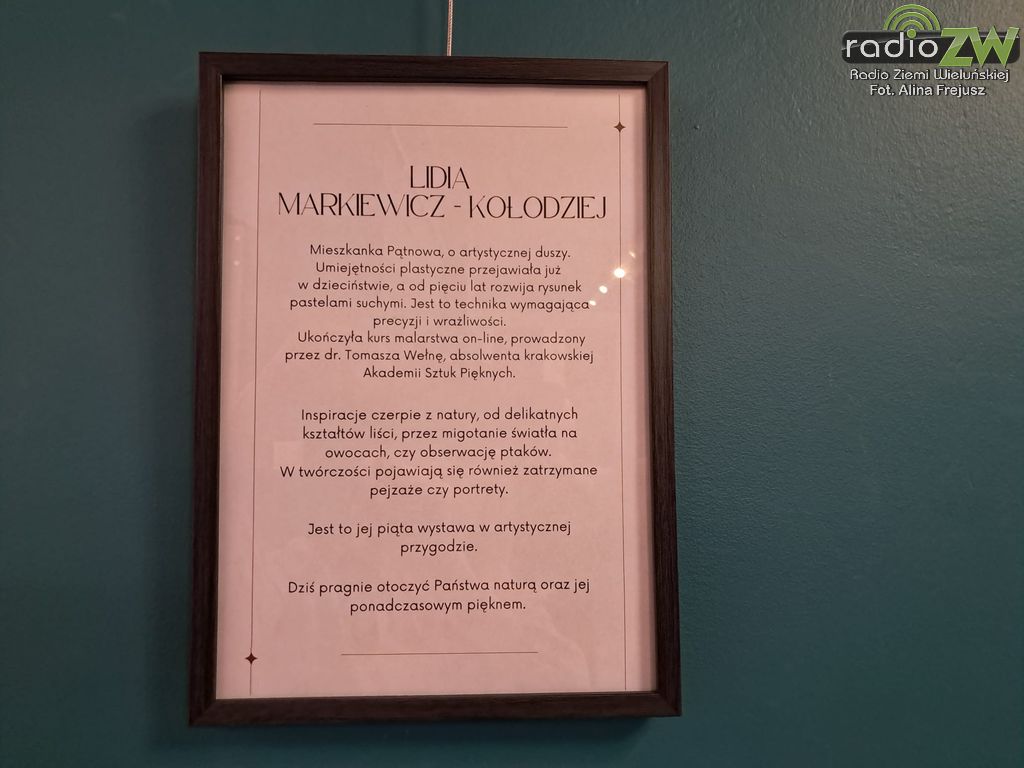 radioZW
Radio Ziemi Wieluńskiej
Fot. Alina Frejusz
LIDIA
MARKIEWICZ - KOŁODZIEJ
Mieszkanka Pątnowa, o artystycznej duszy.
Umiejętności plastyczne przejawiała już
w dzieciństwie, a od pięciu lat rozwija rysunek
pastelami suchymi. Jest to technika wymagająca
precyzji i wrażliwości.
Ukończyła kurs malarstwa on-line, prowadzony
przez dr. Tomasza Wełnę, absolwenta krakowskiej
Akademii Sztuk Pięknych.
Inspiracje czerpie z natury, od delikatnych
kształtów liści, przez migotanie światła na
owocach, czy obserwację ptaków.
W twórczości pojawiają się również zatrzymane
pejzaże czy portrety.
Jest to jej piąta wystawa w artystycznej
przygodzie.
Dziś pragnie otoczyć Państwa naturą oraz jej
ponadczasowym pięknem.